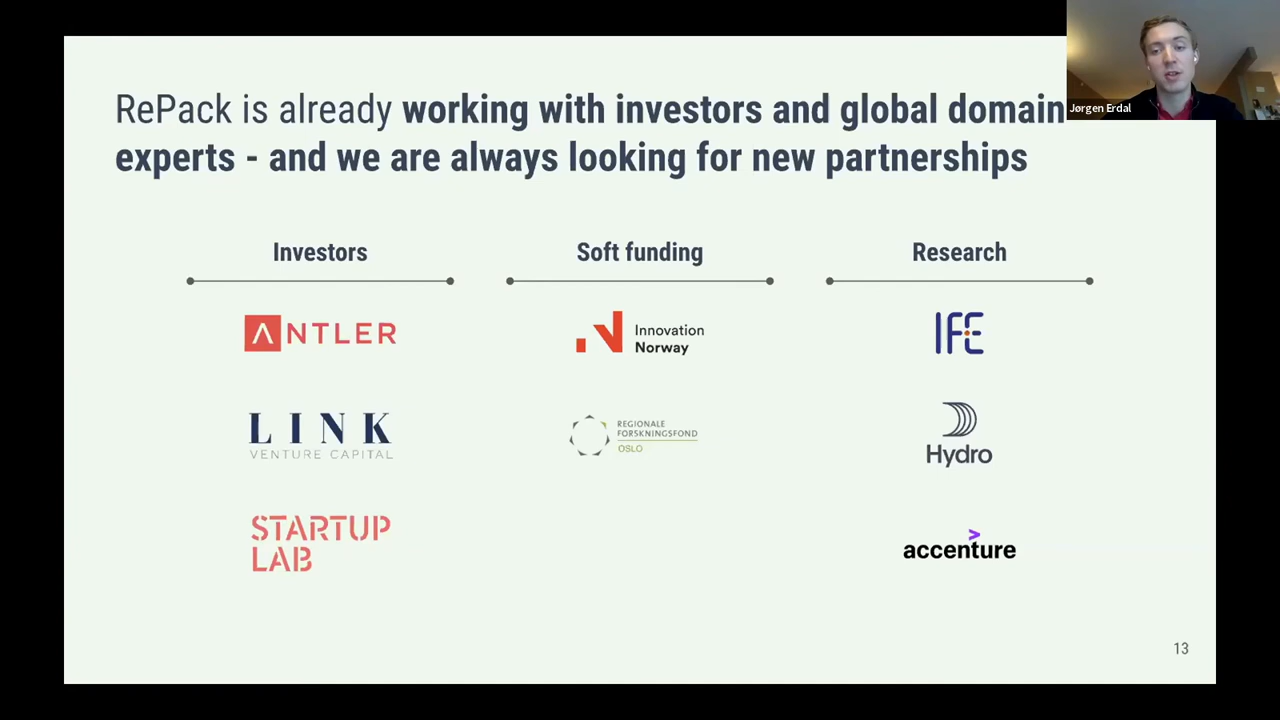 RePack is already working with investors and global domain
experts - and we are always looking for new partnerships
Jørgen Erdal
Investors
Soft funding
Research
ANTLER
Innovation
Norway
IFE
LINK
VENTURE CAPITAL
REGIONALE
FORSKNINGSFOND
OSLO
Hydro
STARTUP
LAB
accenture
13